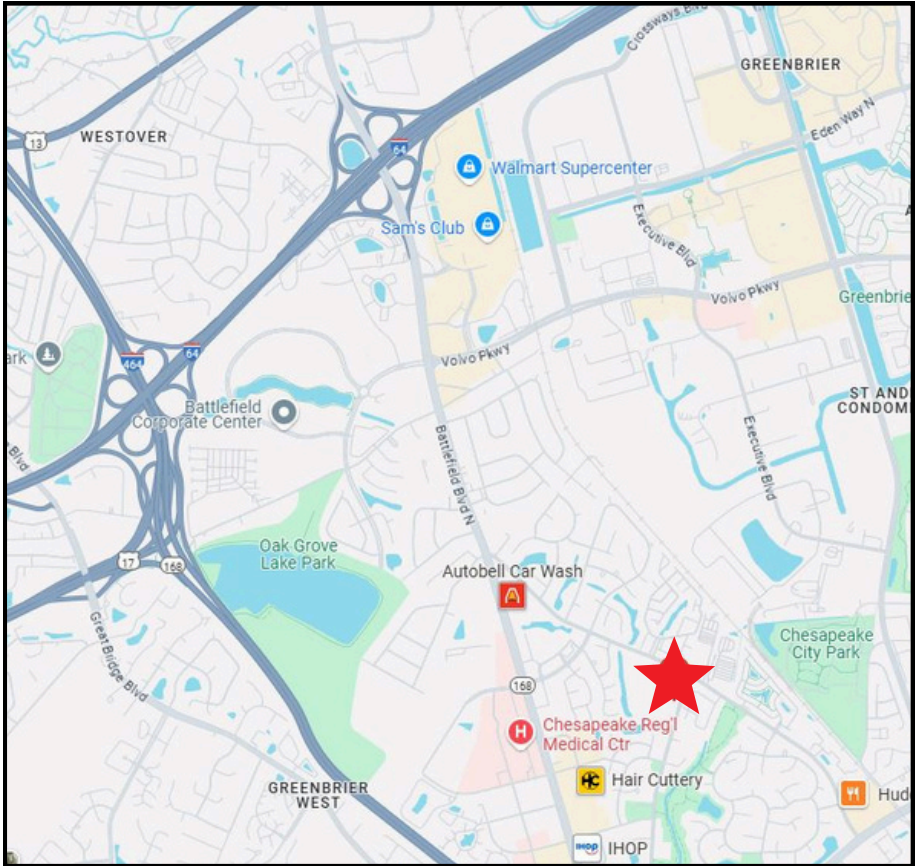 Crossways Blvd
GREENBRIER
13
WESTOVER
Eden Way N
64
Walmart Supercenter
Sam's Club
Executive Blvd
Volvo Pkwy
Greenbrie
464
64
ark
Volvo Pkwy
Battlefield
Corporate Center
ST AND
CONDOMI
Blvd
Battlefield Blvd N
Executive Blvd
Oak Grove
Lake Park
17
168
Autobell Car Wash
Great Bridge Blvd
Chesapeake
City Park
168
H
Chesapeake Reg'l
Medical Ctr
HC
Hair Cuttery
GREENBRIER
WEST
Hud
IHOP
IHOP